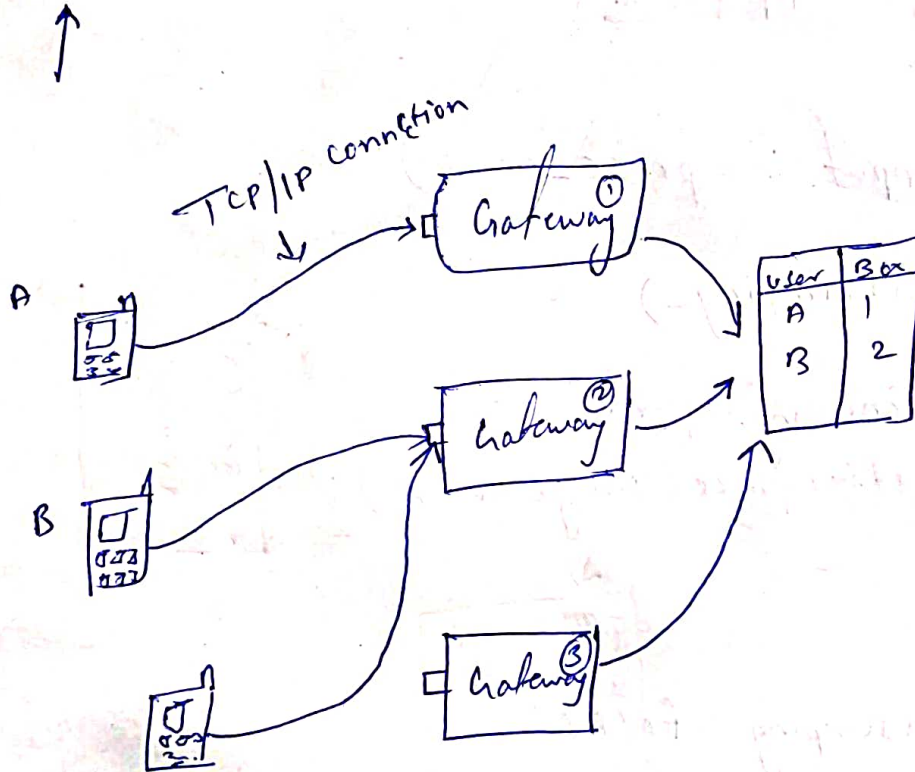 TCP/IP connection
Gateway ①
A
User Box
A 1
B 2
Gateway ②
B
Gateway ③